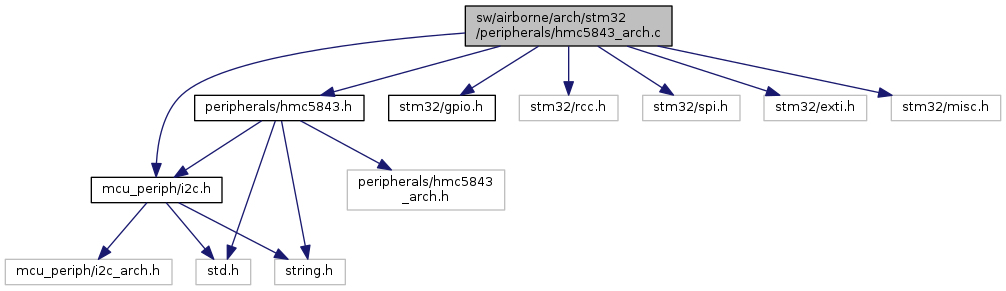 sw/airborne/arch/stm32
/peripherals/hmc5843_arch.c
peripherals/hmc5843.h
stm32/gpio.h
stm32/rcc.h
stm32/spi.h
stm32/exti.h
stm32/misc.h
mcu_periph/i2c.h
peripherals/hmc5843
_arch.h
mcu_periph/i2c_arch.h
std.h
string.h